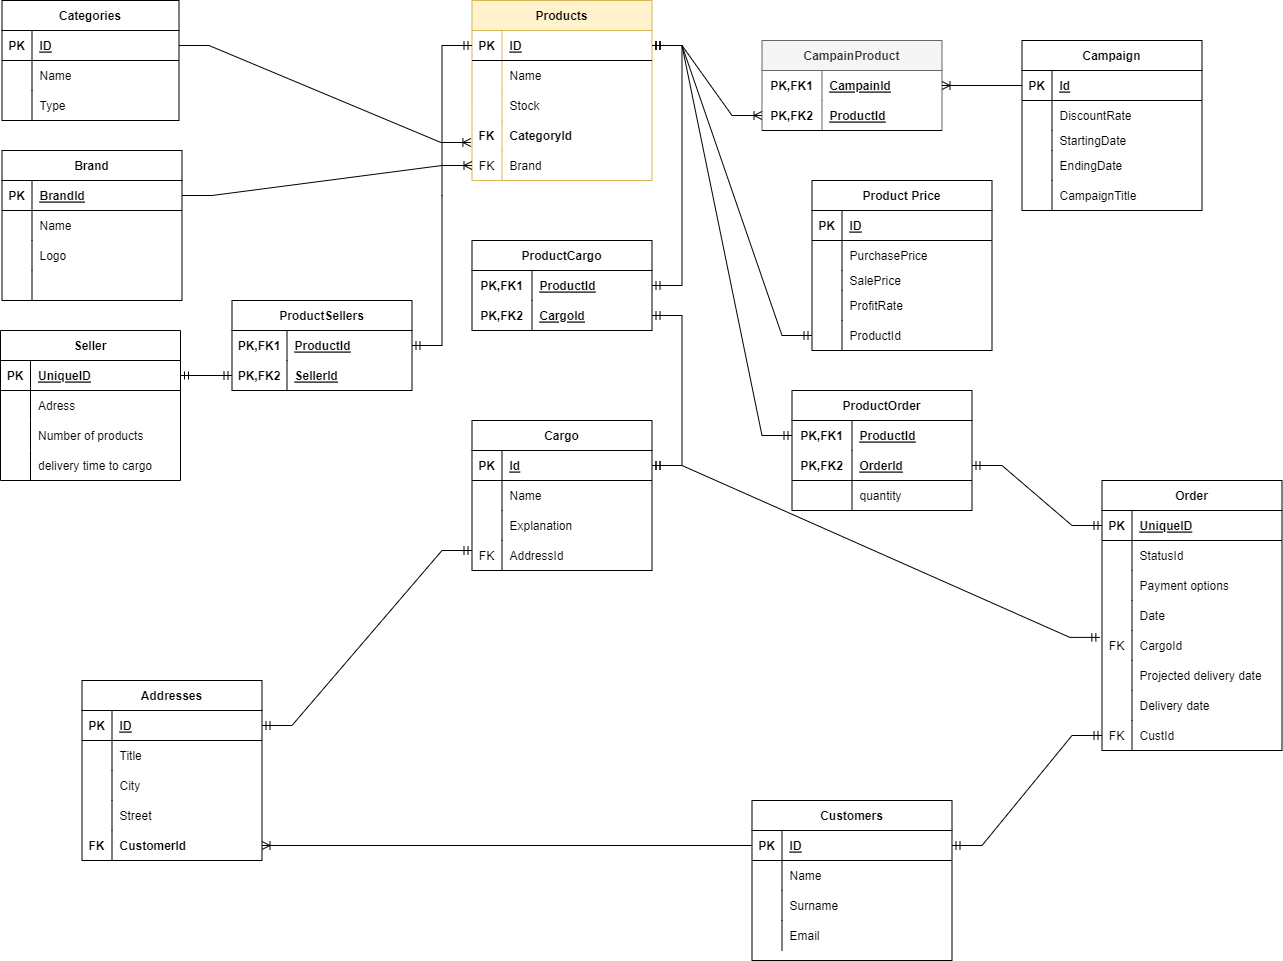 Categories
PK ID
Name
Type
Brand
PK BrandId
Name
Logo
Seller
PK UniqueID
Adress
Number of products
delivery time to cargo
ProductSellers
PK,FK1 ProductId
PK,FK2 SellerId
Products
PK ID
Name
Stock
FK CategoryId
FK Brand
ProductCargo
PK,FK1 ProductId
PK,FK2 CargoId
Cargo
PK Id
Name
Explanation
FK AddressId
CampainProduct
PK,FK1 CampainId
PK,FK2 ProductId
Campaign
PK Id
DiscountRate
StartingDate
EndingDate
CampaignTitle
Product Price
PK ID
PurchasePrice
SalePrice
ProfitRate
ProductId
ProductOrder
PK,FK1 ProductId
PK,FK2 OrderId
quantity
Order
PK UniqueID
StatusId
Payment options
Date
FK CargoId
Projected delivery date
Delivery date
FK CustId
Addresses
PK ID
Title
City
Street
FK CustomerId
Customers
PK ID
Name
Surname
Email